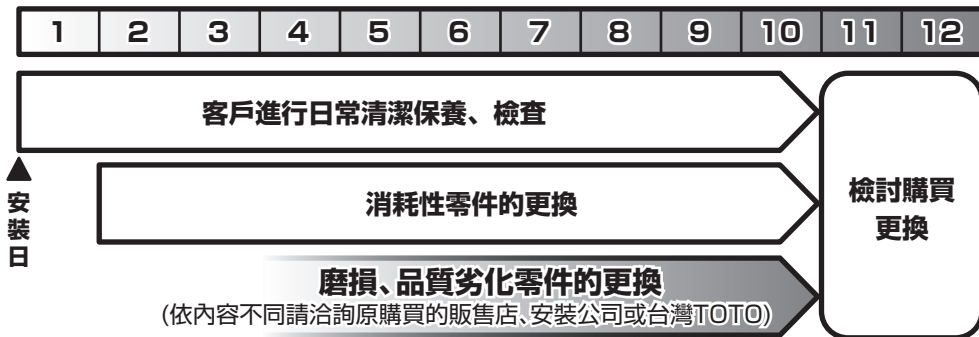 1 2 3 4 5 6 7 8 9 10 11 12
客戶進行日常清潔保養、檢查
安裝日
消耗性零件的更換
檢討購買
更換
磨損、品質劣化零件的更換
(依內容不同請洽詢原購買的販售店、安裝公司或台灣TOTO)